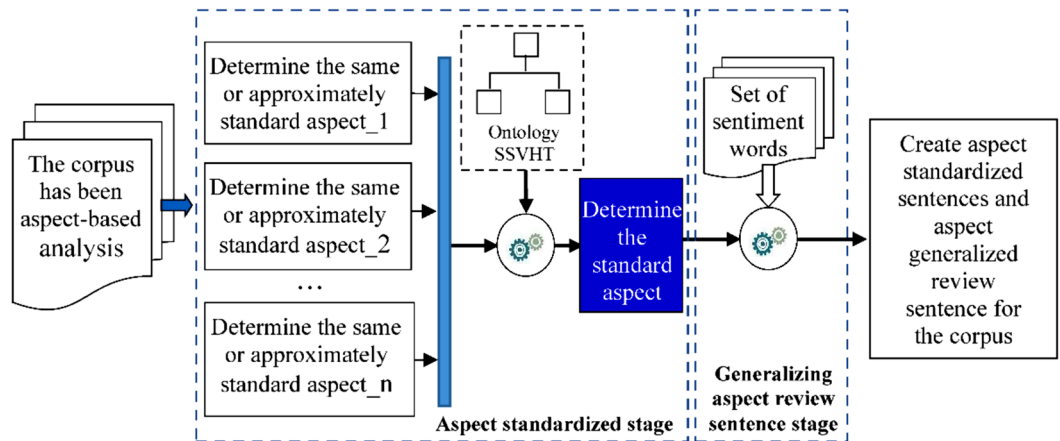 The corpus
has been
aspect-based
analysis
Determine the same
or approximately
standard aspect_1
Determine the same
or approximately
standard aspect_2
...
Determine the same
or approximately
standard aspect_n
Ontology
SSVHT
Determine
the
standard
aspect
Aspect standardized stage
Set of
sentiment
words
Generalizing
aspect review
sentence stage
Create aspect
standardized
sentences and
aspect
generalized
review
sentence for
the corpus